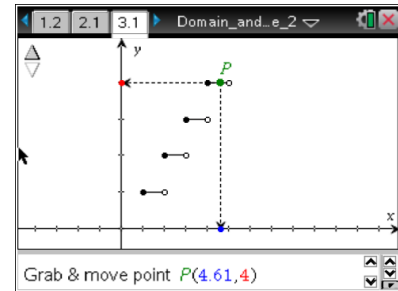 1.2 2.1 3.1 Domain_and…e_2
y
P
x
Grab & move point P(4.61,4)